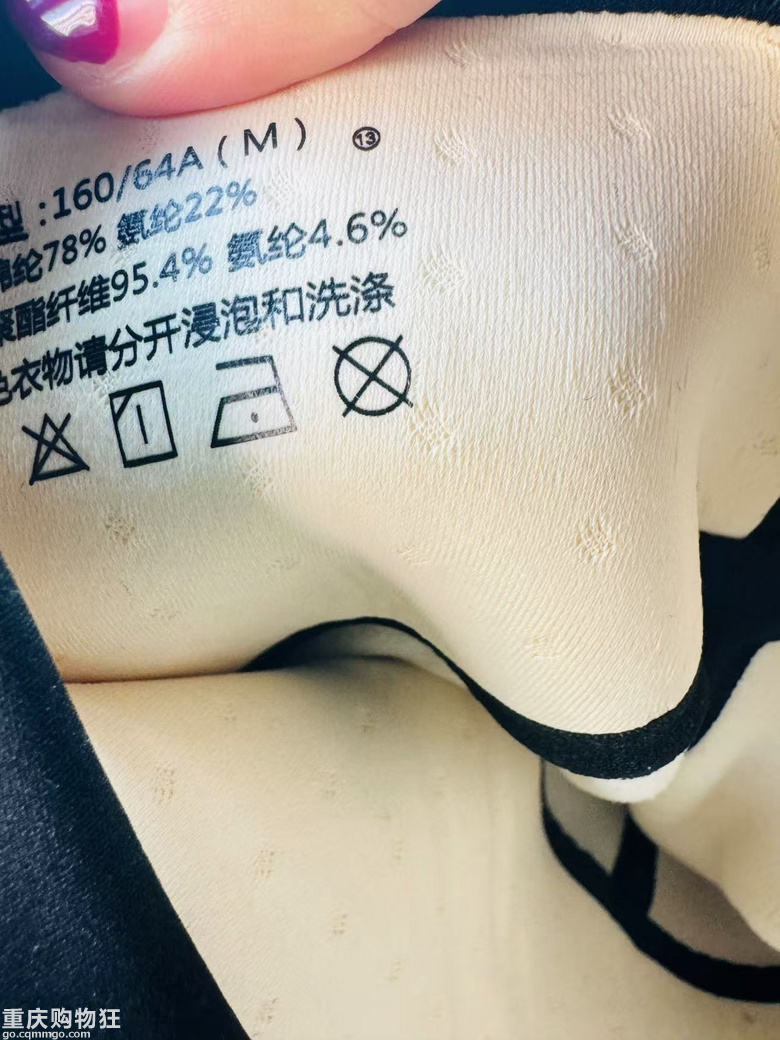 型:160/64A(M) ⑬
锦纶78% 氨纶22%
聚酯纤维95.4% 氨纶4.6%
色衣物请分开浸泡和洗涤
重庆购物狂
go.cqmmgo.com